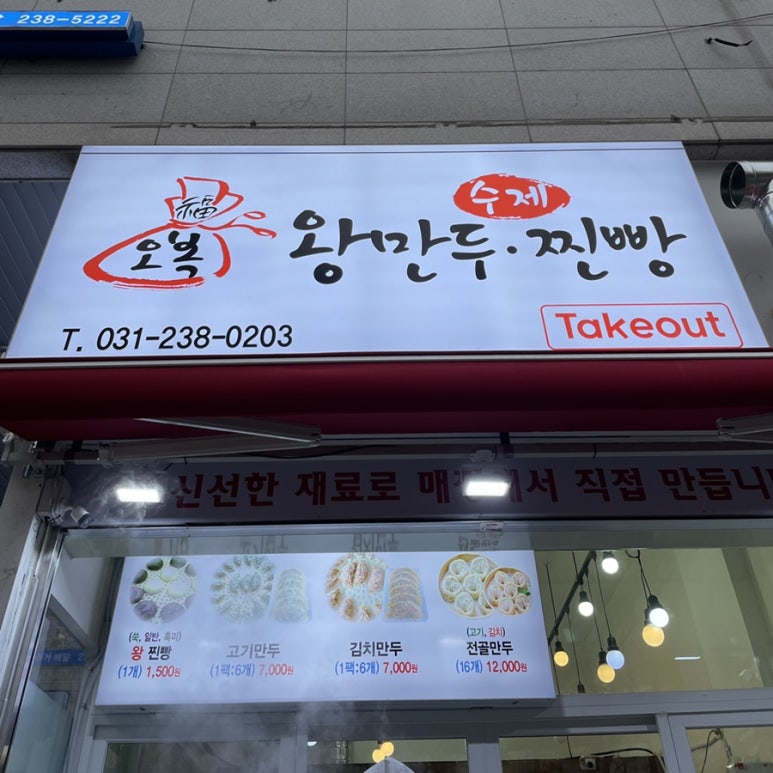 238-5222
수제
福
오복
왕만두·찐빵
T. 031-238-0203
Takeout
신선한 재료로 매장에서 직접 만듭니
(쑥, 일반, 흑미)
왕 찐빵
(1개) 1,500원
고기만두
(1팩:6개) 7,000원
김치만두
(1팩:6개) 7,000원
(고기, 김치)
전골만두
(16개) 12,000원